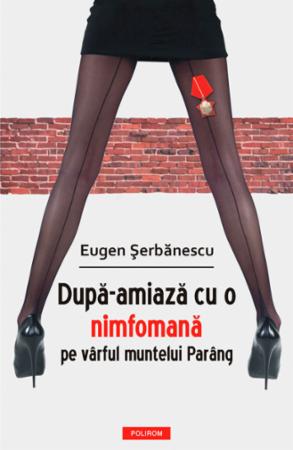 Eugen Şerbănescu
După-amiază cu o
nimfomană
pe vârful muntelui Parâng
POLIROM